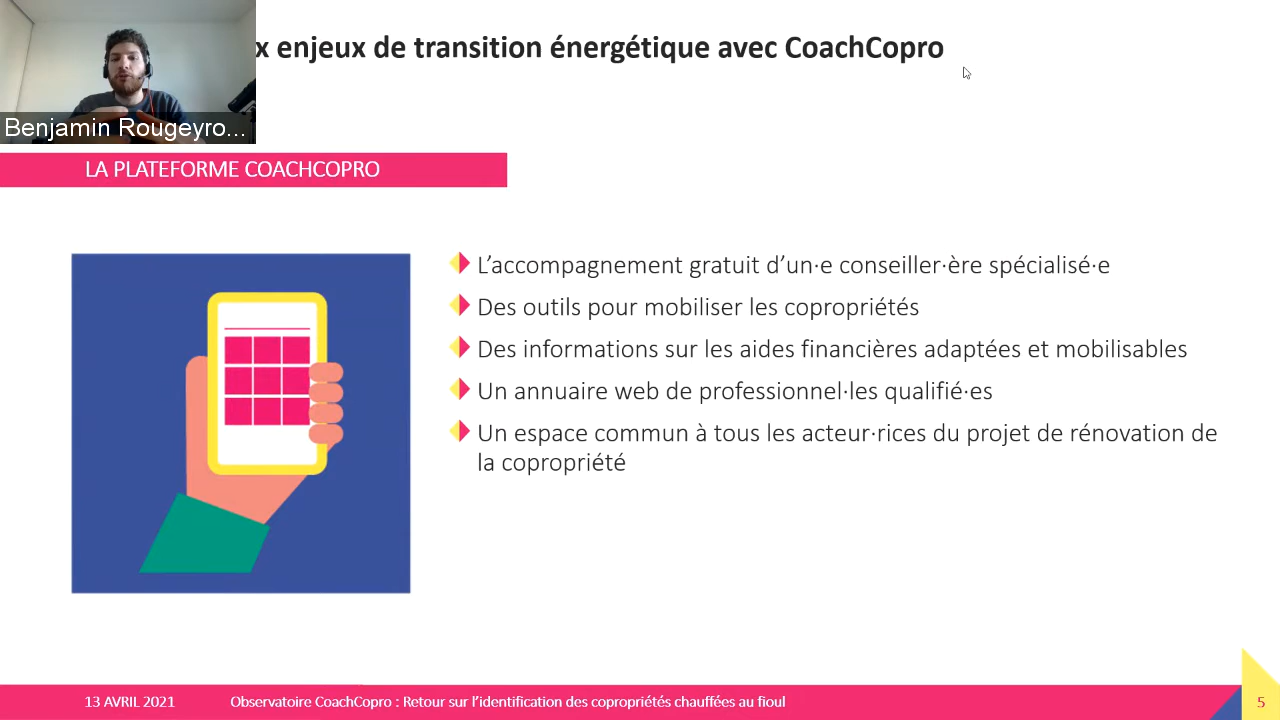 x enjeux de transition énergétique avec CoachCopro
Benjamin Rougeyro...
LA PLATEFORME COACHCOPRO
L’accompagnement gratuit d’un·e conseiller·ère spécialisé·e
Des outils pour mobiliser les copropriétés
Des informations sur les aides financières adaptées et mobilisables
Un annuaire web de professionnel·les qualifié·es
Un espace commun à tous les acteur·rices du projet de rénovation de
la copropriété
13 AVRIL 2021 Observatoire CoachCopro : Retour sur l’identification des copropriétés chauffées au fioul 5